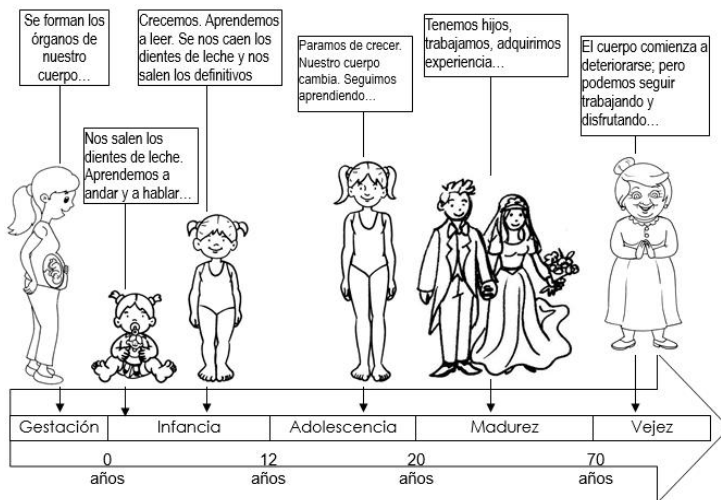 Se forman los
órganos de
nuestro
cuerpo…
Crecemos. Aprendemos
a leer. Se nos caen los
dientes de leche y nos
salen los definitivos
Paramos de crecer.
Nuestro cuerpo
cambia. Seguimos
aprendiendo…
Tenemos hijos,
trabajamos, adquirimos
experiencia…
El cuerpo comienza a
deteriorarse; pero
podemos seguir
trabajando y
disfrutando…
Nos salen los
dientes de leche.
Aprendemos a
andar y a hablar…
Gestación
Infancia
Adolescencia
Madurez
Vejez
0
años
12
años
20
años
70
años